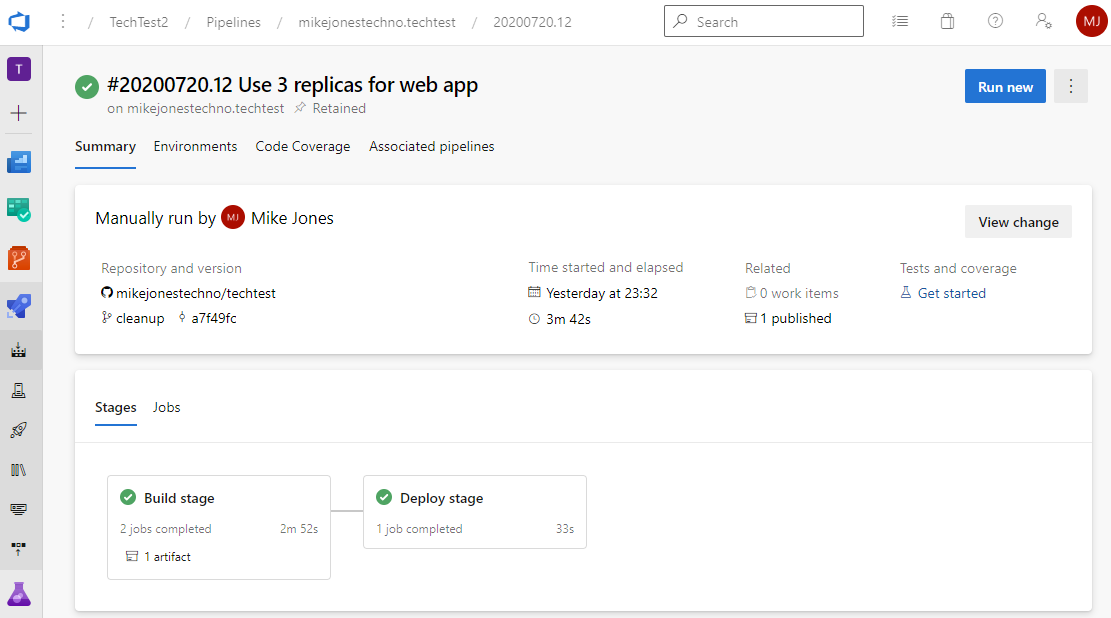 / TechTest2 / Pipelines / mikejonestechno.techtest / 20200720.12 Search MJ
T
#20200720.12 Use 3 replicas for web app
Run new
on mikejonestechno.techtest Retained
Summary Environments Code Coverage Associated pipelines
Manually run by MJ Mike Jones
View change
Repository and version Time started and elapsed Related Tests and coverage
mikejonestechno/techtest Yesterday at 23:32 0 work items Get started
cleanup a7f49fc 3m 42s 1 published
Stages Jobs
Build stage Deploy stage
2 jobs completed 2m 52s 1 job completed 33s
1 artifact